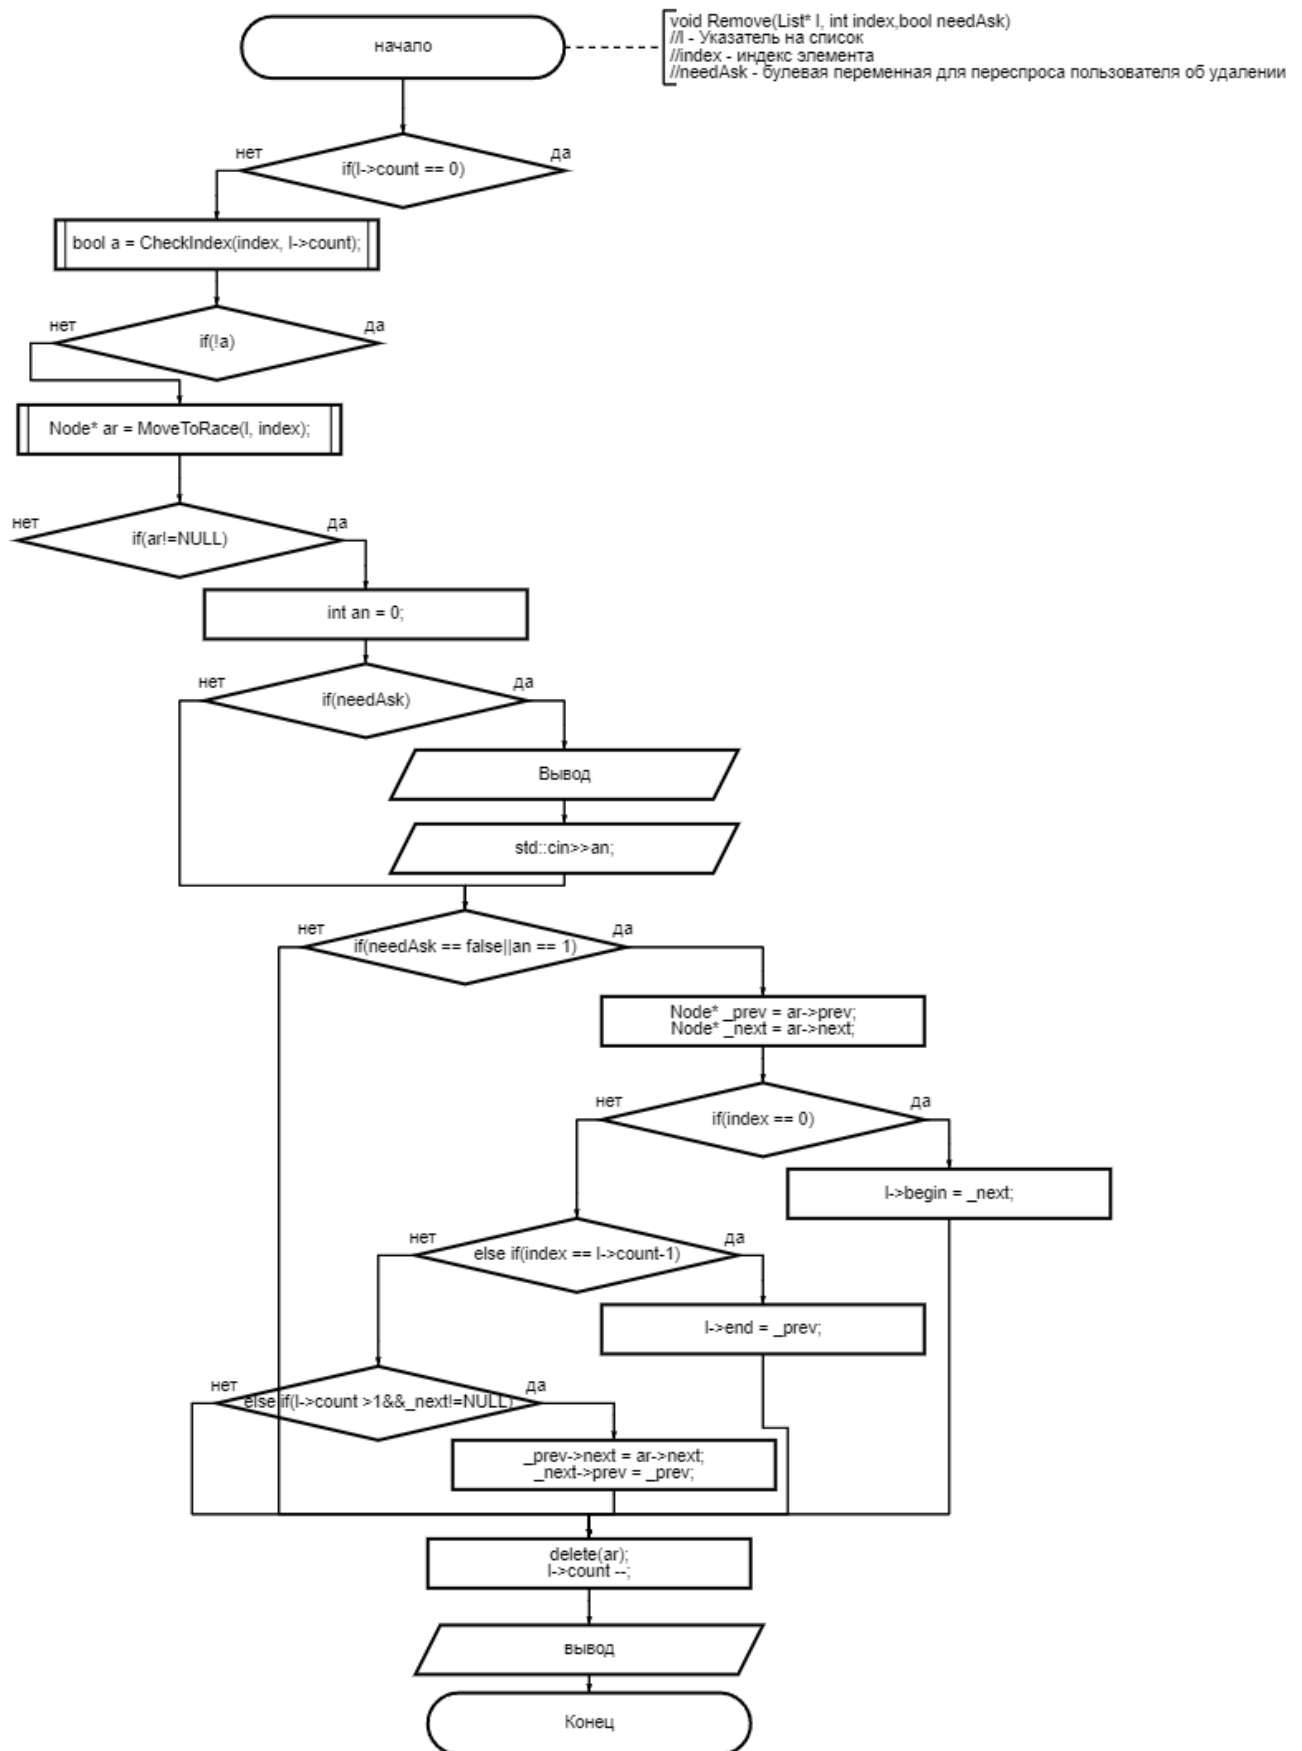 начало
void Remove(List* l, int index,bool needAsk)
//l - Указатель на список
//index - индекс элемента
//needAsk - булевая переменная для переспроса пользователя об удалении
нет
да
if(l->count == 0)
bool a = CheckIndex(index, l->count);
нет
да
if(!a)
Node* ar = MoveToRace(l, index);
нет
да
if(ar!=NULL)
int an = 0;
нет
да
if(needAsk)
Вывод
std::cin>>an;
нет
да
if(needAsk == false||an == 1)
Node* _prev = ar->prev;
Node* _next = ar->next;
нет
да
if(index == 0)
l->begin = _next;
нет
да
else if(index == l->count-1)
l->end = _prev;
нет
да
else if(l->count >1&&_next!=NULL)
_prev->next = ar->next;
_next->prev = _prev;
delete(ar);
l->count --;
вывод
Конец